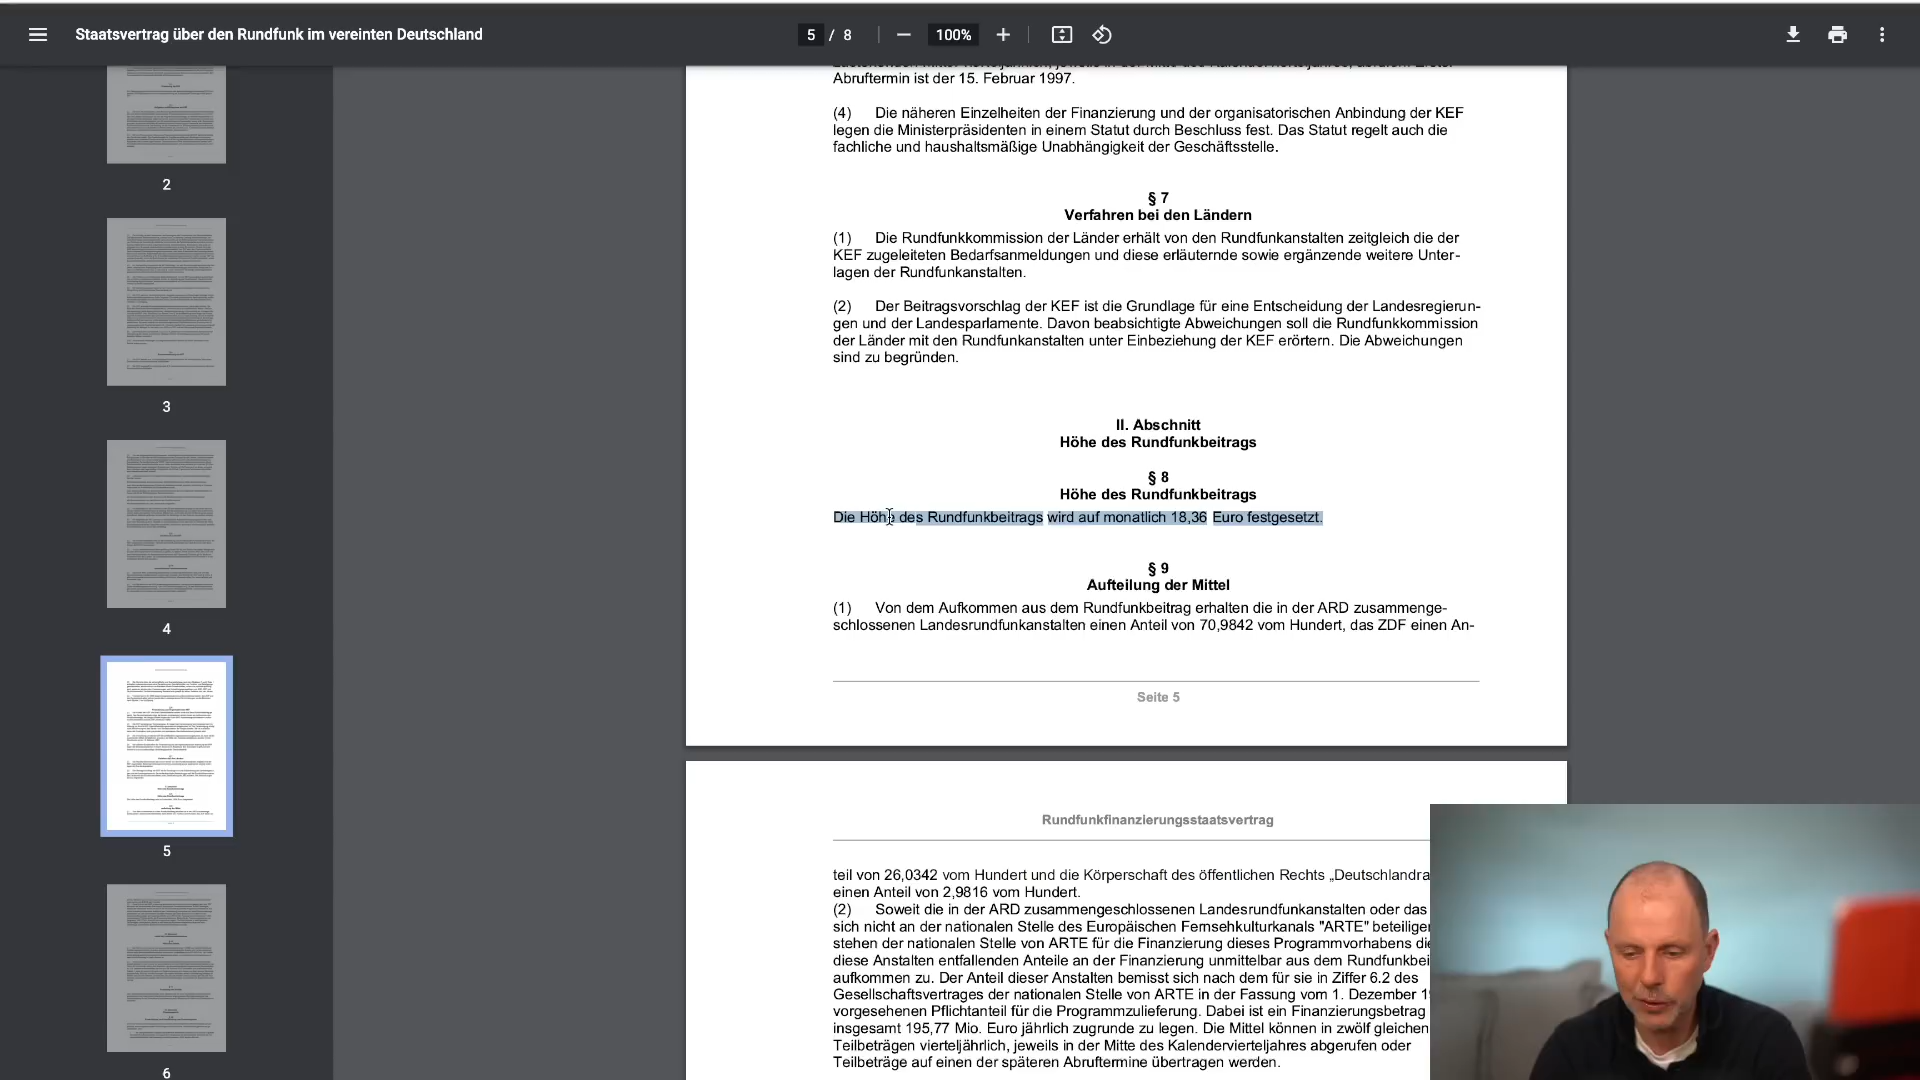 Staatsvertrag über den Rundfunk im vereinten Deutschland
5 / 8
100%
2
3
4
5
6
Abruftermin ist der 15. Februar 1997.
(4) Die näheren Einzelheiten der Finanzierung und der organisatorischen Anbindung der KEF
legen die Ministerpräsidenten in einem Statut durch Beschluss fest. Das Statut regelt auch die
fachliche und haushaltsmäßige Unabhängigkeit der Geschäftsstelle.
§ 7
Verfahren bei den Ländern
(1) Die Rundfunkkommission der Länder erhält von den Rundfunkanstalten zeitgleich die der
KEF zugeleiteten Bedarfsanmeldungen und diese erläuternde sowie ergänzende weitere Unter-
lagen der Rundfunkanstalten.
(2) Der Beitragsvorschlag der KEF ist die Grundlage für eine Entscheidung der Landesregierun-
gen und der Landesparlamente. Davon beabsichtigte Abweichungen soll die Rundfunkkommission
der Länder mit den Rundfunkanstalten unter Einbeziehung der KEF erörtern. Die Abweichungen
sind zu begründen.
II. Abschnitt
Höhe des Rundfunkbeitrags
§ 8
Höhe des Rundfunkbeitrags
Die Höhe des Rundfunkbeitrags wird auf monatlich 18,36 Euro festgesetzt.
§ 9
Aufteilung der Mittel
(1) Von dem Aufkommen aus dem Rundfunkbeitrag erhalten die in der ARD zusammenge-
schlossenen Landesrundfunkanstalten einen Anteil von 70,9842 vom Hundert, das ZDF einen An-
Seite 5
Rundfunkfinanzierungsstaatsvertrag
teil von 26,0342 vom Hundert und die Körperschaft des öffentlichen Rechts „Deutschlandra
einen Anteil von 2,9816 vom Hundert.
(2) Soweit die in der ARD zusammengeschlossenen Landesrundfunkanstalten oder das
sich nicht an der nationalen Stelle des Europäischen Fernsehkulturkanals "ARTE" beteiligen
stehen der nationalen Stelle von ARTE für die Finanzierung dieses Programmvorhabens die
diese Anstalten entfallenden Anteile an der Finanzierung unmittelbar aus dem Rundfunkbei
aufkommen zu. Der Anteil dieser Anstalten bemisst sich nach dem für sie in Ziffer 6.2 des
Gesellschaftsvertrages der nationalen Stelle von ARTE in der Fassung vom 1. Dezember 19
vorgesehenen Pflichtanteil für die Programmzulieferung. Dabei ist ein Finanzierungsbetrag
insgesamt 195,77 Mio. Euro jährlich zugrunde zu legen. Die Mittel können in zwölf gleichen
Teilbeträgen vierteljährlich, jeweils in der Mitte des Kalendervierteljahres abgerufen oder
Teilbeträge auf einen der späteren Abruftermine übertragen werden.